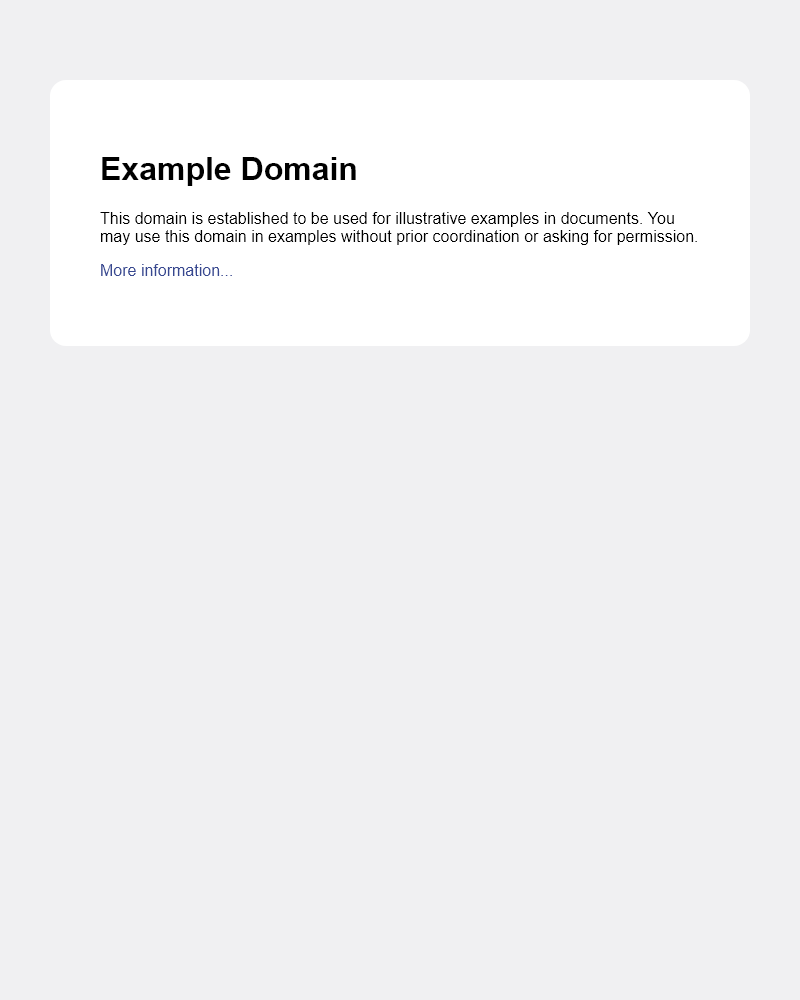 Example Domain
This domain is established to be used for illustrative examples in documents. You
may use this domain in examples without prior coordination or asking for permission.
More information...